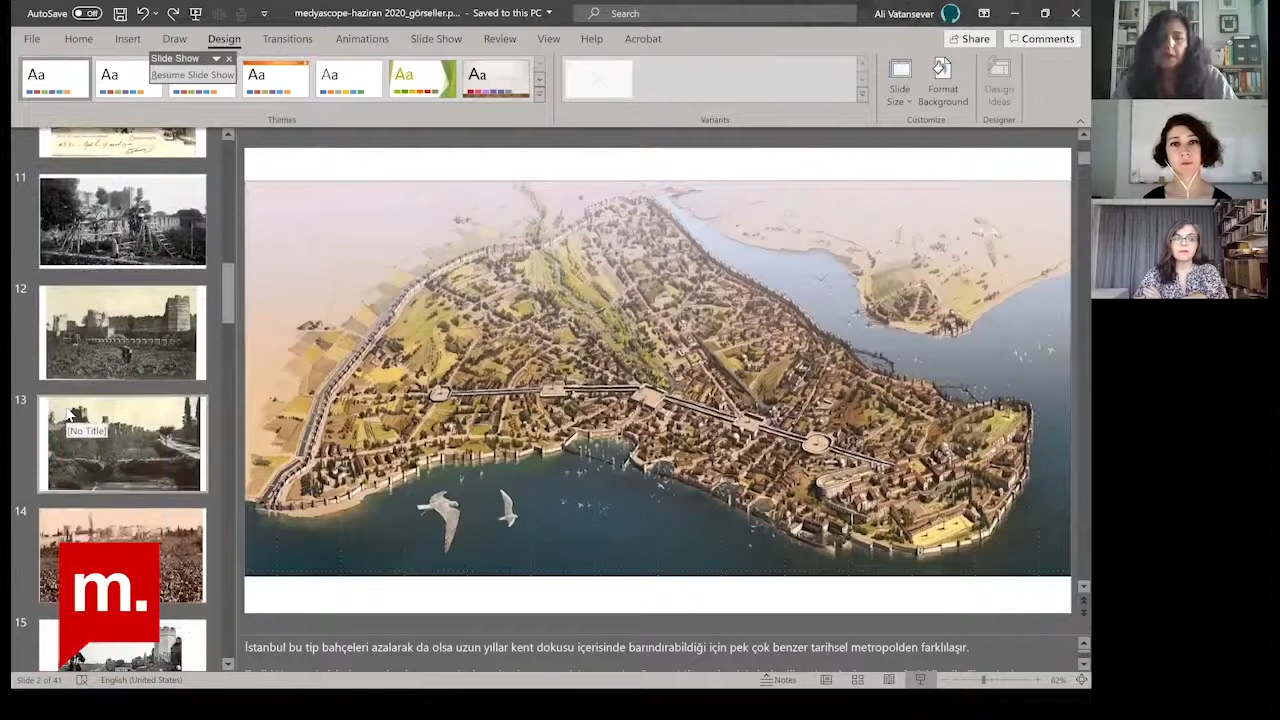 AutoSave Off medyascope-haziran 2020_görseller.p... - Saved to this PC Search Ali Vatansever
File Home Insert Draw Design Transitions Animations Slide Show Review View Help Acrobat Share Comments
Slide Show
Resume Slide Show
Aa Aa Aa Aa Aa Aa
Slide Size
Format Background
Design Ideas
Themes Variants Customize Designer
11
12
13
[No Title]
14
m.
15
İstanbul bu tip bahçeleri azalarak da olsa uzun yıllar kent dokusu içerisinde barındırabildiği için pek çok benzer tarihsel metropolden farklılaşır.
Slide 2 of 41 English (United States) Notes 82%